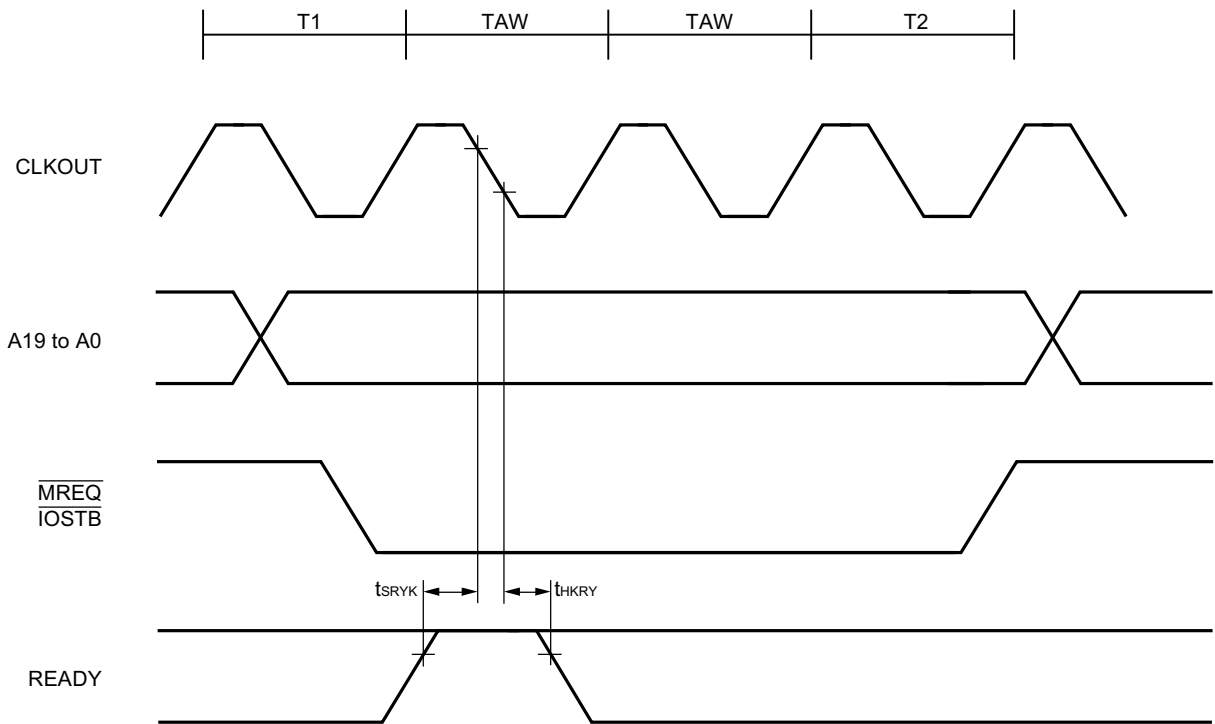 T1 TAW TAW T2
CLKOUT
A19 to A0
MREQ
IOSTB
tSRYK tHKRY
READY